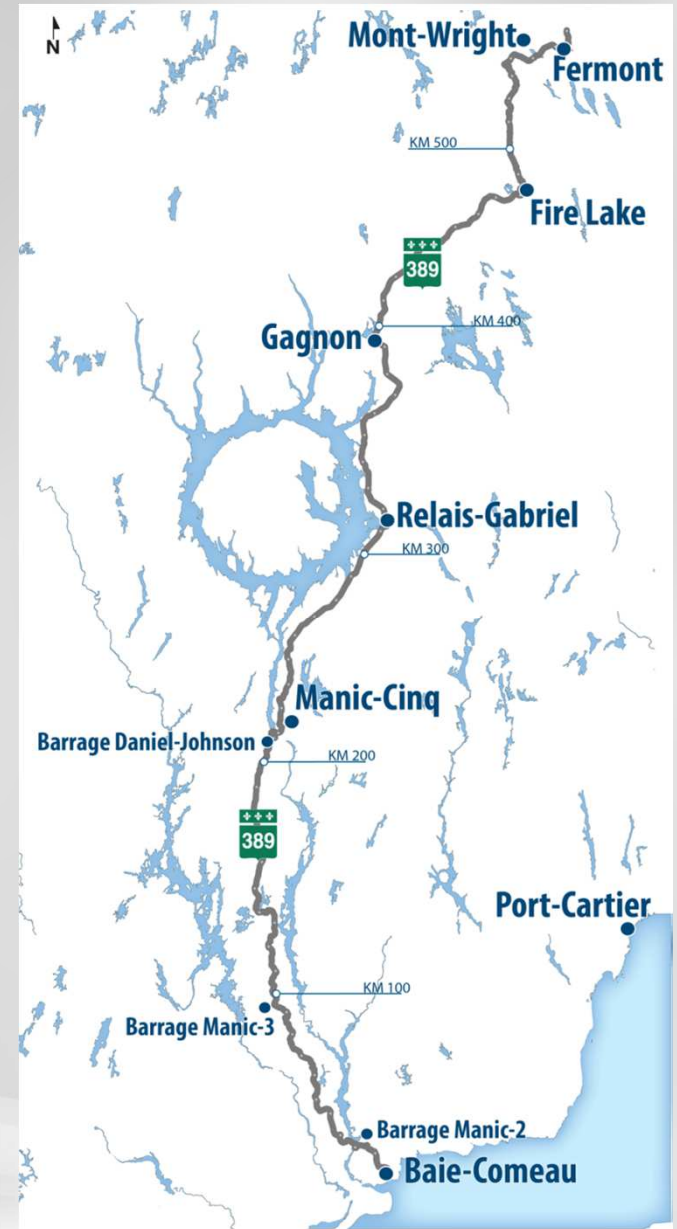 N
Mont-Wright
Fermont
KM 500
Fire Lake
389
KM 400
Gagnon
Relais-Gabriel
KM 300
Manic-Cinq
Barrage Daniel-Johnson
KM 200
389
Port-Cartier
KM 100
Barrage Manic-3
Barrage Manic-2
Baie-Comeau